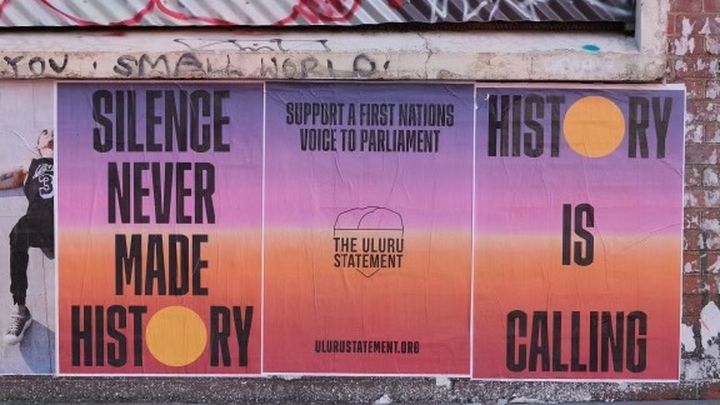 YOU. SMALL WORLD.
SILENCE
NEVER
MADE
HISTORY
SUPPORT A FIRST NATIONS
VOICE TO PARLIAMENT
THE ULURU
STATEMENT
ULURUSTATEMENT.ORG
HISTORY
IS
CALLING
3